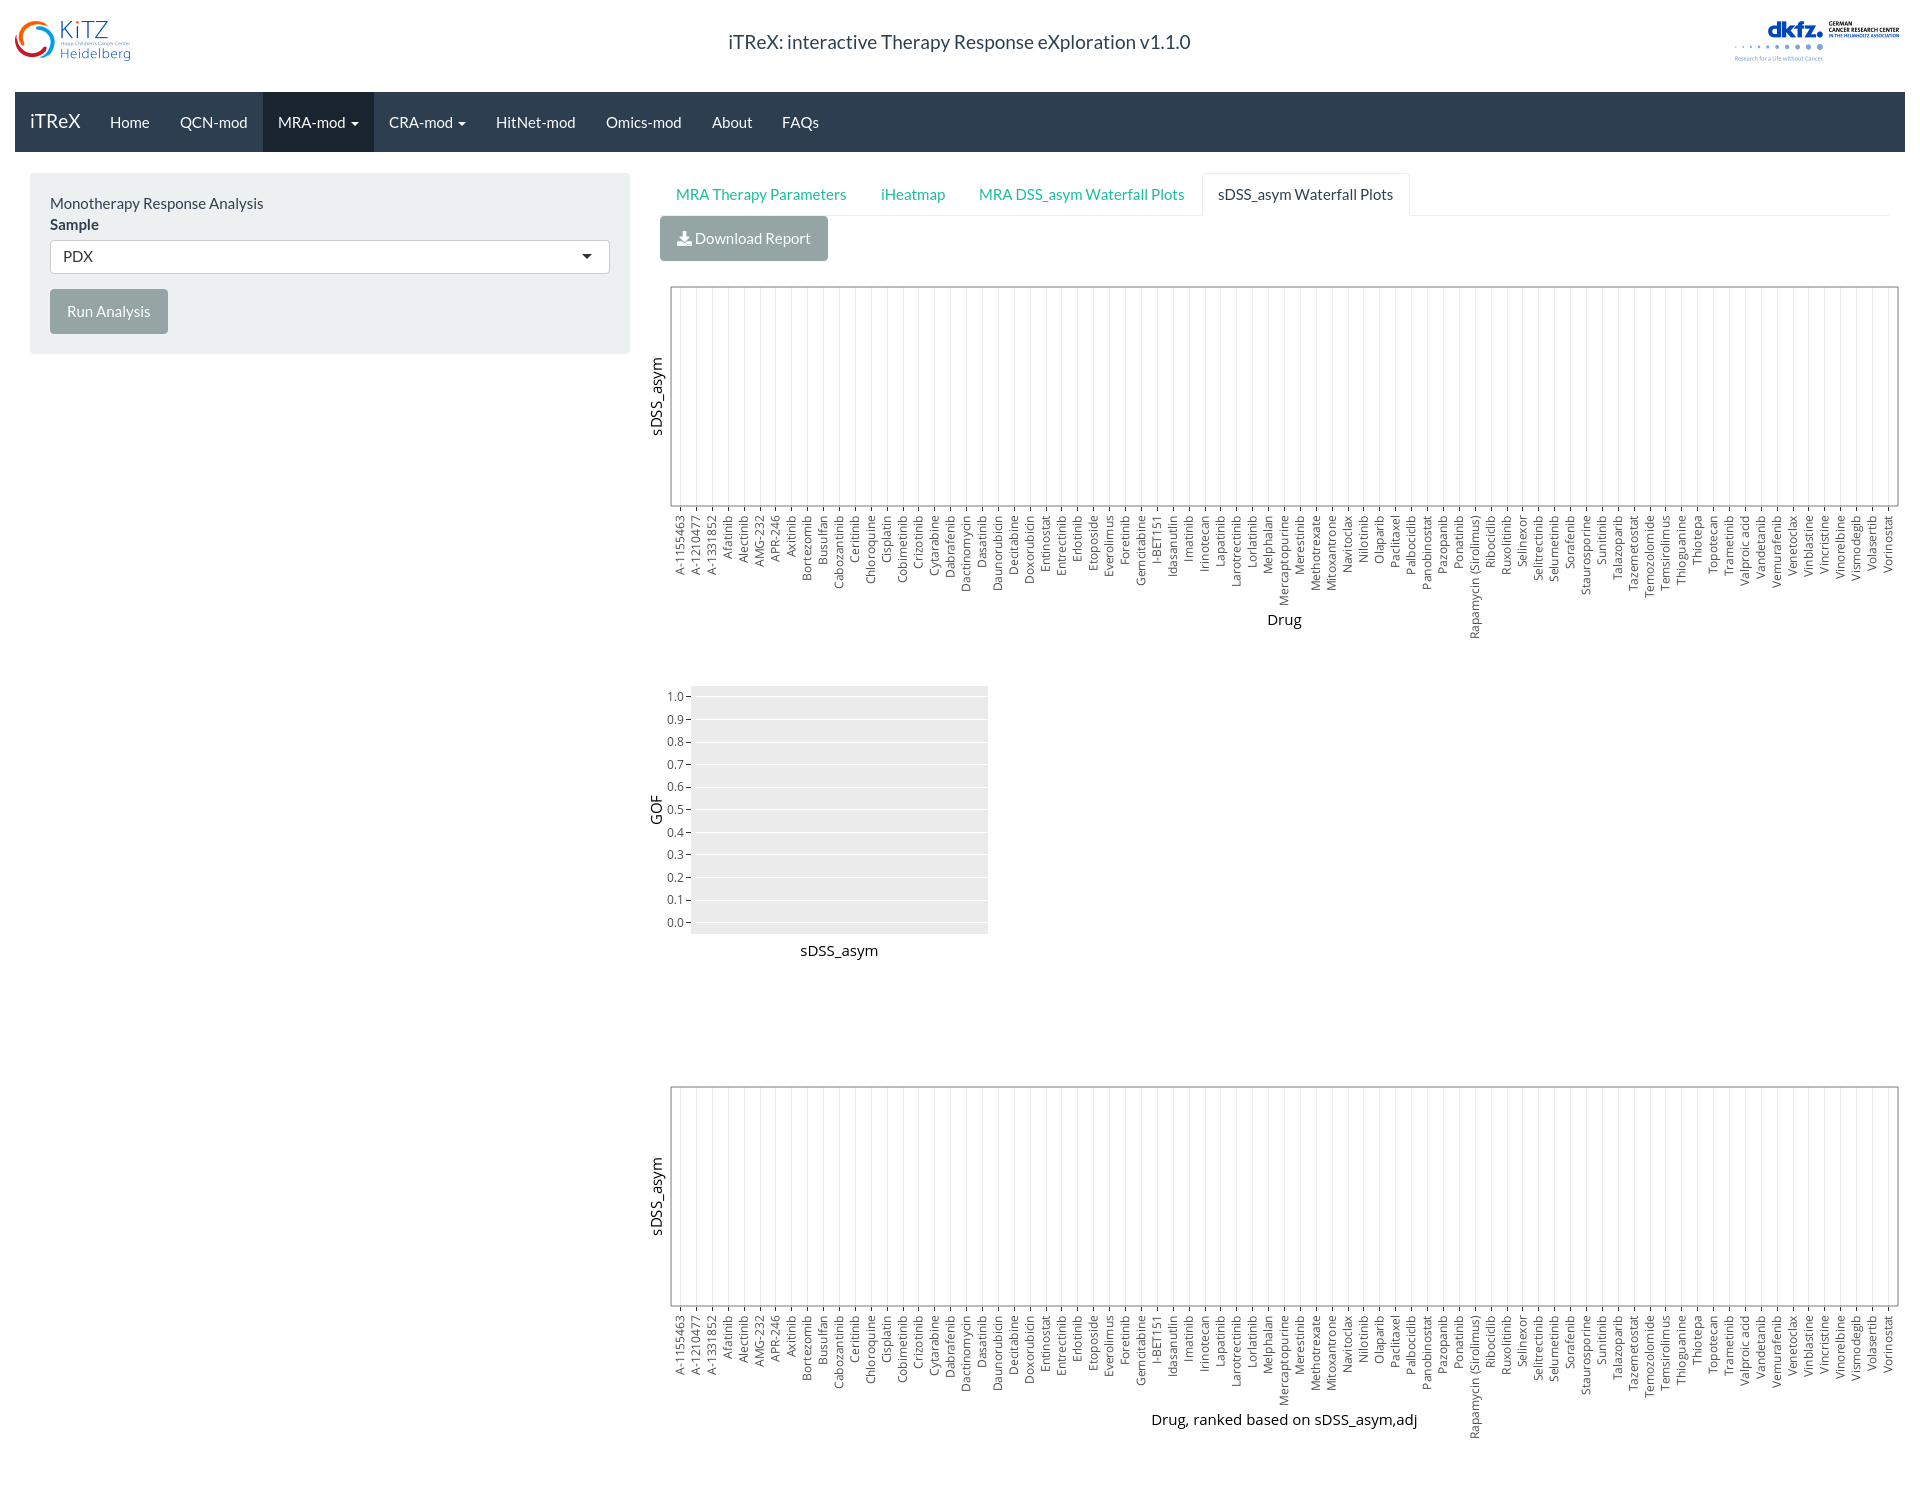 KiTZ
Hopp Children's Cancer Center
Heidelberg
iTReX: interactive Therapy Response eXploration v1.1.0
dkfz.
GERMAN
CANCER RESEARCH CENTER
IN THE HELMHOLTZ ASSOCIATION
Research for a Life without Cancer
iTReX Home QCN-mod MRA-mod CRA-mod HitNet-mod Omics-mod About FAQs
Monotherapy Response Analysis
Sample
PDX
Run Analysis
MRA Therapy Parameters iHeatmap MRA DSS_asym Waterfall Plots sDSS_asym Waterfall Plots
Download Report
sDSS_asym
A-1155463
A-1210477
A-1331852
Afatinib
Alectinib
AMG-232
APR-246
Axitinib
Bortezomib
Busulfan
Cabozantinib
Ceritinib
Chloroquine
Cisplatin
Cobimetinib
Crizotinib
Cytarabine
Dabrafenib
Dactinomycin
Dasatinib
Daunorubicin
Decitabine
Doxorubicin
Entinostat
Entrectinib
Erlotinib
Etoposide
Everolimus
Foretinib
Gemcitabine
I-BET151
Idasanutlin
Imatinib
Irinotecan
Lapatinib
Larotrectinib
Lorlatinib
Melphalan
Mercaptopurine
Merestinib
Methotrexate
Mitoxantrone
Navitoclax
Nilotinib
Olaparib
Paclitaxel
Palbociclib
Panobinostat
Pazopanib
Ponatinib
Rapamycin (Sirolimus)
Ribociclib
Ruxolitinib
Selinexor
Selitrectinib
Selumetinib
Sorafenib
Staurosporine
Sunitinib
Talazoparib
Tazemetostat
Temozolomide
Temsirolimus
Thioguanine
Thiotepa
Topotecan
Trametinib
Valproic acid
Vandetanib
Vemurafenib
Venetoclax
Vinblastine
Vincristine
Vinorelbine
Vismodegib
Volasertib
Vorinostat
Drug
GOF
1.0
0.9
0.8
0.7
0.6
0.5
0.4
0.3
0.2
0.1
0.0
sDSS_asym
sDSS_asym
A-1155463
A-1210477
A-1331852
Afatinib
Alectinib
AMG-232
APR-246
Axitinib
Bortezomib
Busulfan
Cabozantinib
Ceritinib
Chloroquine
Cisplatin
Cobimetinib
Crizotinib
Cytarabine
Dabrafenib
Dactinomycin
Dasatinib
Daunorubicin
Decitabine
Doxorubicin
Entinostat
Entrectinib
Erlotinib
Etoposide
Everolimus
Foretinib
Gemcitabine
I-BET151
Idasanutlin
Imatinib
Irinotecan
Lapatinib
Larotrectinib
Lorlatinib
Melphalan
Mercaptopurine
Merestinib
Methotrexate
Mitoxantrone
Navitoclax
Nilotinib
Olaparib
Paclitaxel
Palbociclib
Panobinostat
Pazopanib
Ponatinib
Rapamycin (Sirolimus)
Ribociclib
Ruxolitinib
Selinexor
Selitrectinib
Selumetinib
Sorafenib
Staurosporine
Sunitinib
Talazoparib
Tazemetostat
Temozolomide
Temsirolimus
Thioguanine
Thiotepa
Topotecan
Trametinib
Valproic acid
Vandetanib
Vemurafenib
Venetoclax
Vinblastine
Vincristine
Vinorelbine
Vismodegib
Volasertib
Vorinostat
Drug, ranked based on sDSS_asym,adj